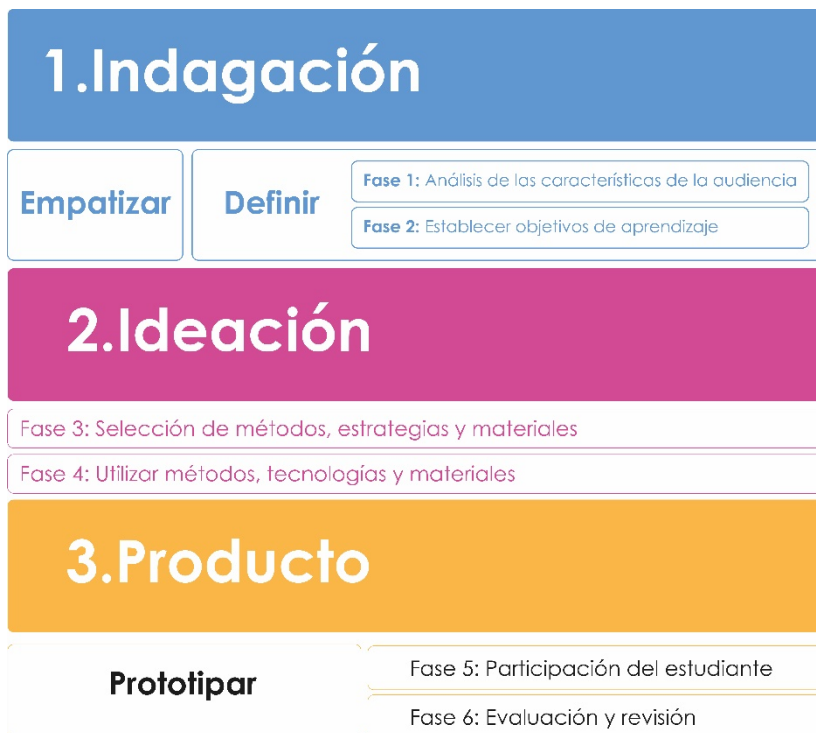 1.Indagación
Empatizar
Definir
Fase 1: Análisis de las características de la audiencia
Fase 2: Establecer objetivos de aprendizaje
2.Ideación
Fase 3: Selección de métodos, estrategias y materiales
Fase 4: Utilizar métodos, tecnologías y materiales
3.Producto
Prototipar
Fase 5: Participación del estudiante
Fase 6: Evaluación y revisión